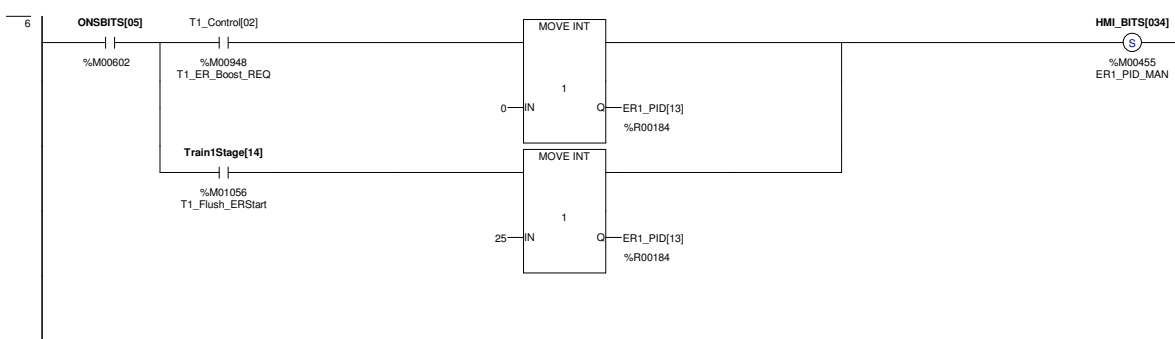 6
ONSBITS[05]
T1_Control[02]
MOVE INT
HMI_BITS[034]
S
%M00602
%M00948
T1_ER_Boost_REQ
%M00455
ER1_PID_MAN
1
0 IN Q ER1_PID[13]
%R00184
Train1Stage[14]
MOVE INT
%M01056
T1_Flush_ERStart
1
25 IN Q ER1_PID[13]
%R00184